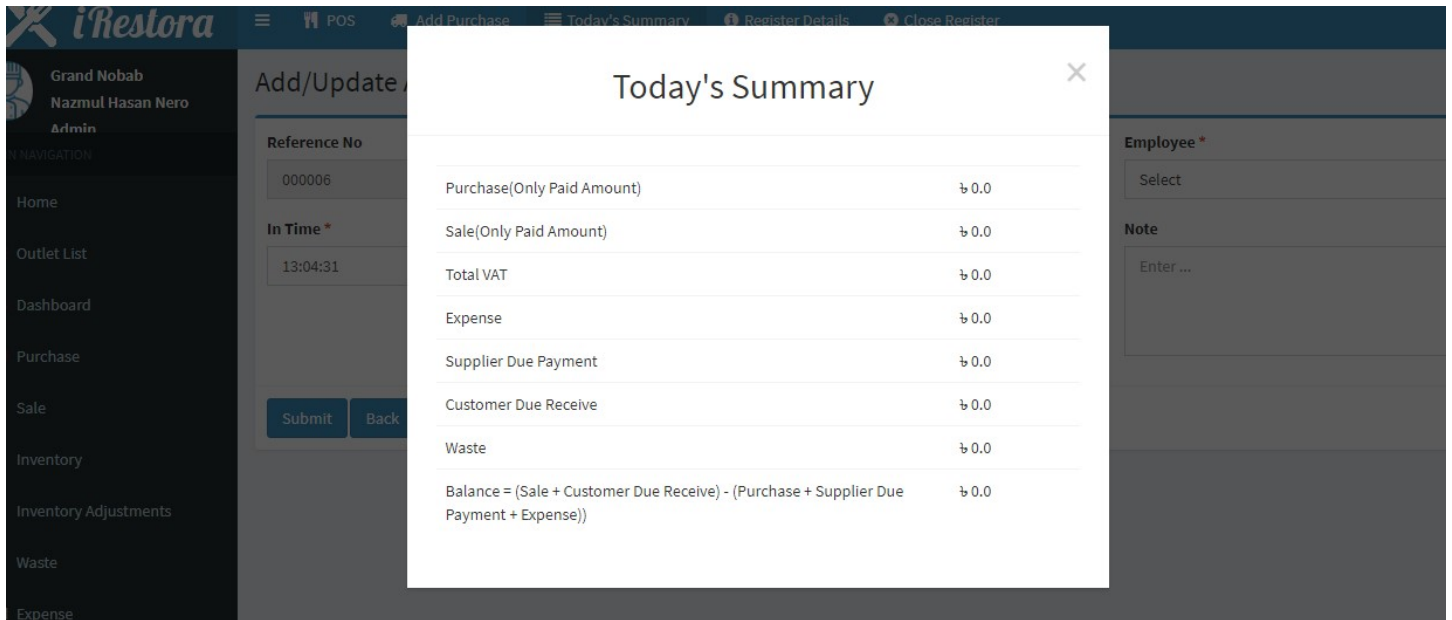 iRestora
POS
Add Purchase
Today's Summary
Register Details
Close Register
Grand Nobab
Nazmul Hasan Nero
Admin
N NAVIGATION
Home
Outlet List
Dashboard
Purchase
Sale
Inventory
Inventory Adjustments
Waste
Expense
Add/Update A
Reference No
000006
In Time *
13:04:31
Submit
Back
Employee *
Select
Note
Enter ...
Today's Summary
×
Purchase(Only Paid Amount) ৳ 0.0
Sale(Only Paid Amount) ৳ 0.0
Total VAT ৳ 0.0
Expense ৳ 0.0
Supplier Due Payment ৳ 0.0
Customer Due Receive ৳ 0.0
Waste ৳ 0.0
Balance = (Sale + Customer Due Receive) - (Purchase + Supplier Due ৳ 0.0
Payment + Expense))